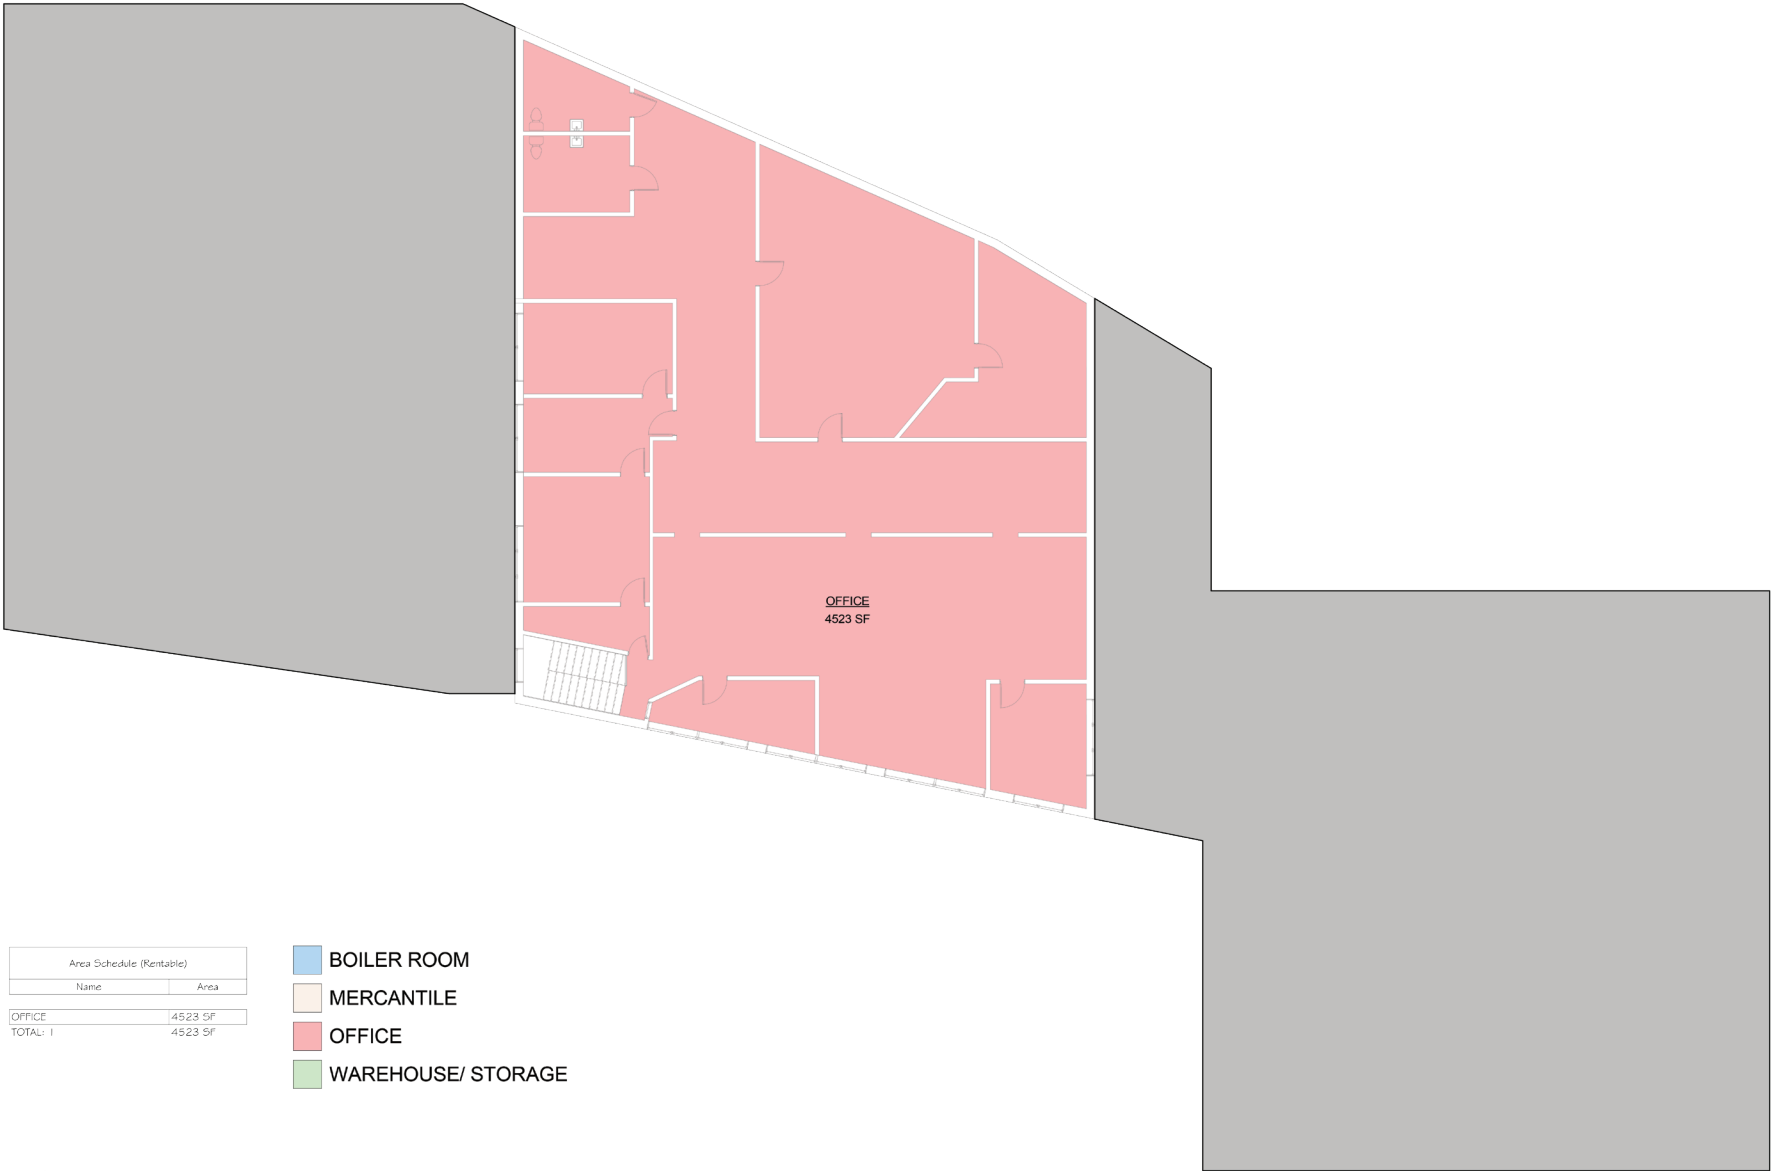 OFFICE
4523 SF
Area Schedule (Rentable)
Name Area
OFFICE 4523 SF
TOTAL: 1 4523 SF
BOILER ROOM
MERCANTILE
OFFICE
WAREHOUSE/ STORAGE